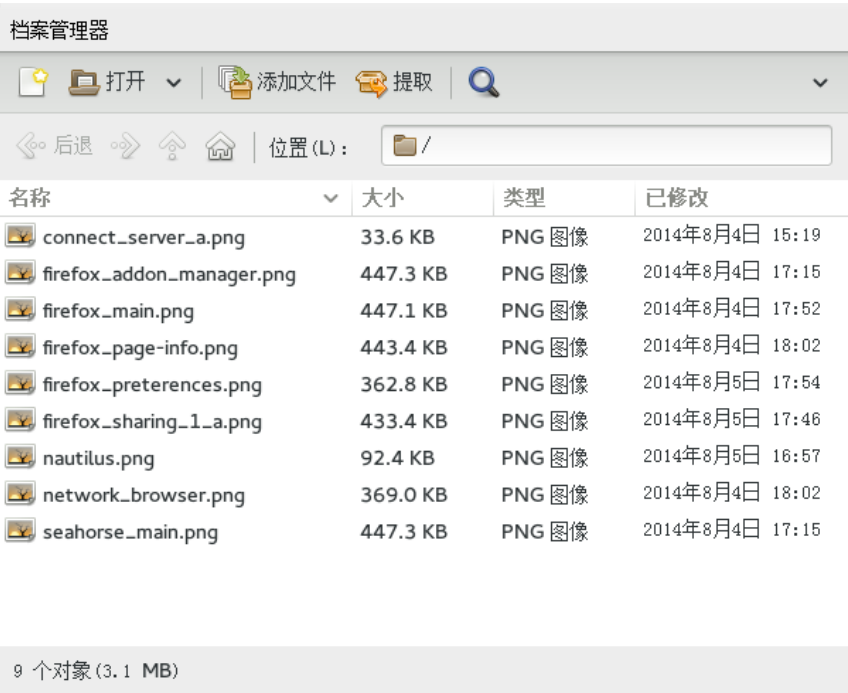 档案管理器
打开 添加文件 提取
后退 位置(L): /
名称 大小 类型 已修改
connect_server_a.png 33.6 KB PNG 图像 2014年8月4日 15:19
firefox_addon_manager.png 447.3 KB PNG 图像 2014年8月4日 17:15
firefox_main.png 447.1 KB PNG 图像 2014年8月4日 17:52
firefox_page-info.png 443.4 KB PNG 图像 2014年8月4日 18:02
firefox_preterences.png 362.8 KB PNG 图像 2014年8月5日 17:54
firefox_sharing_1_a.png 433.4 KB PNG 图像 2014年8月5日 17:46
nautilus.png 92.4 KB PNG 图像 2014年8月5日 16:57
network_browser.png 369.0 KB PNG 图像 2014年8月4日 18:02
seahorse_main.png 447.3 KB PNG 图像 2014年8月4日 17:15
9 个对象(3.1 MB)